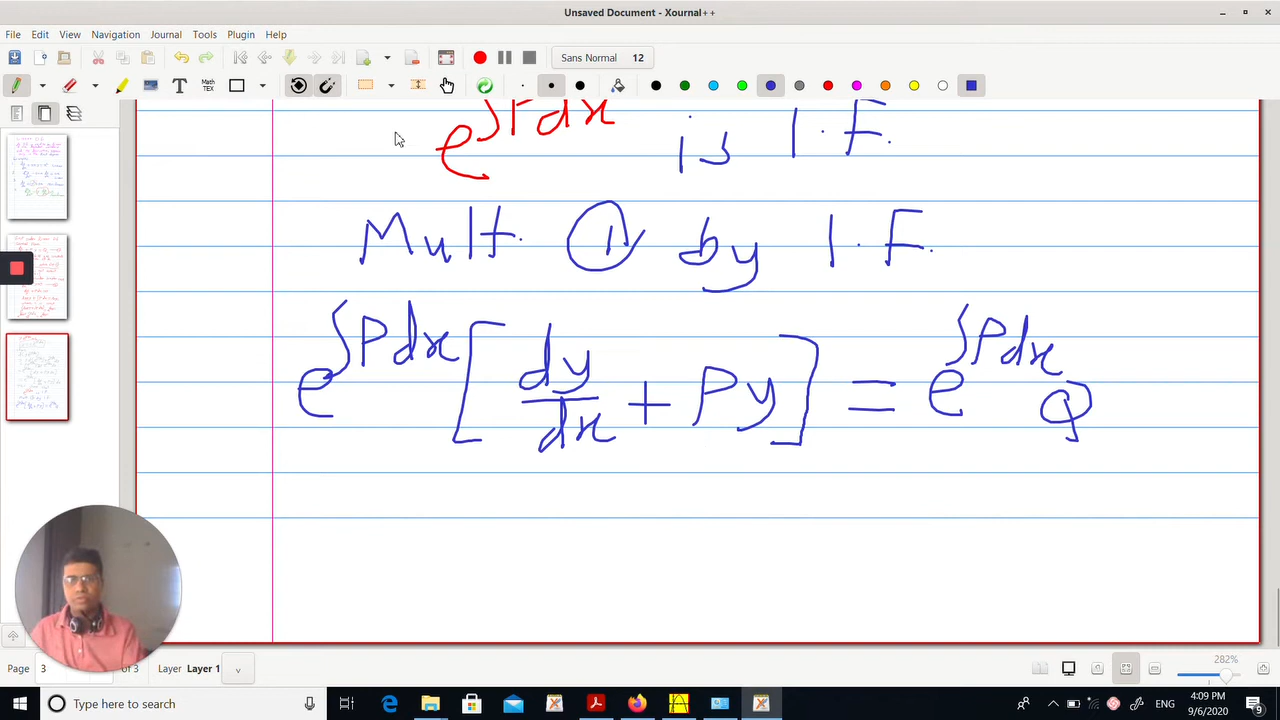 Unsaved Document - Xournal++
File Edit View Navigation Journal Tools Plugin Help
Sans Normal 12
e^∫Pdx is I.F.
Mult. ① by I.F.
e^∫Pdx [dy/dx + Py] = e^∫Pdx Q
Page 3 of 3 Layer Layer 1 282%
Type here to search
ENG 4:09 PM
9/6/2020 9